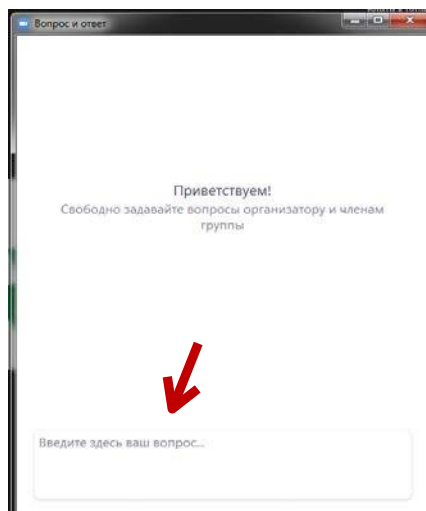 Вопрос и ответ
Приветствуем!
Свободно задавайте вопросы организатору и членам
группы
Введите здесь ваш вопрос...